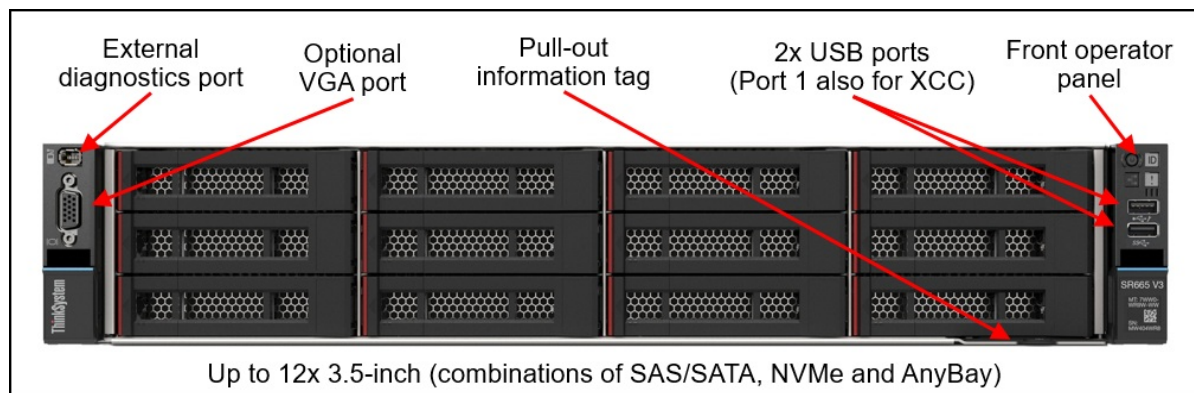 External
diagnostics port
Optional
VGA port
Pull-out
information tag
2x USB ports
(Port 1 also for XCC)
Front operator
panel
ID
ThinkSystem
SR665 V3
Up to 12x 3.5-inch (combinations of SAS/SATA, NVMe and AnyBay)